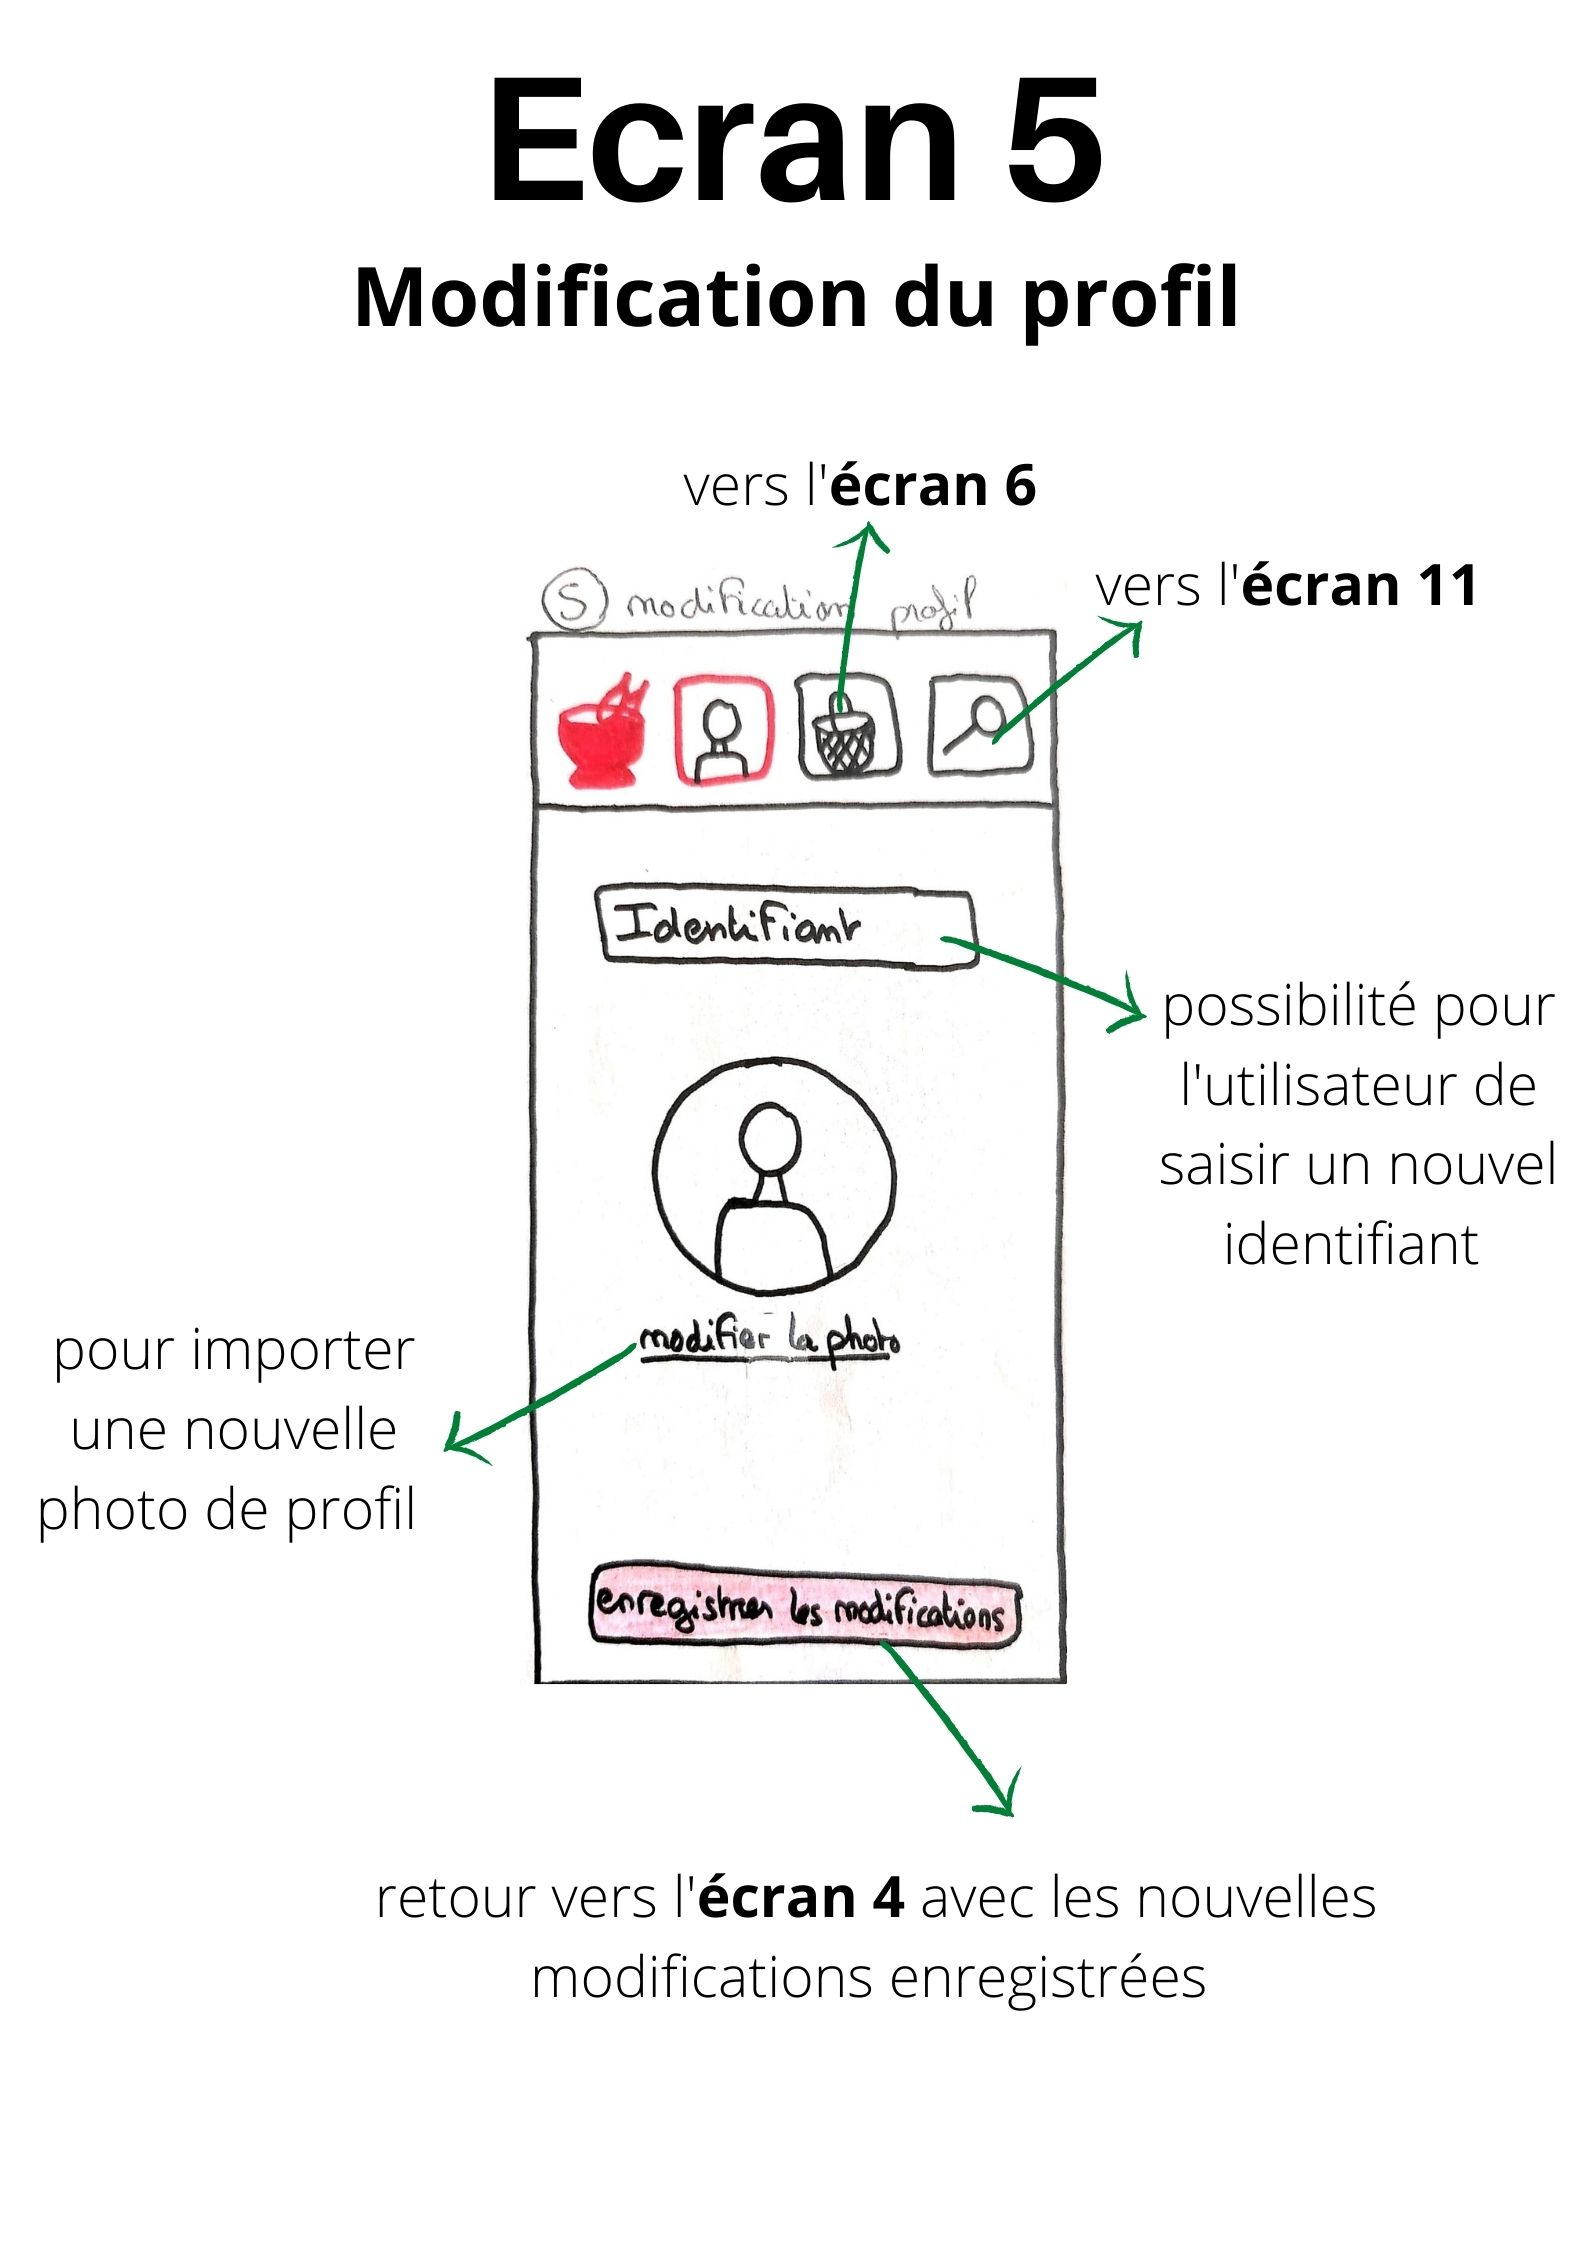 Ecran 5
Modification du profil
vers l'écran 6
vers l'écran 11
5 modification profil
Identifiant
possibilité pour
l'utilisateur de
saisir un nouvel
identifiant
modifier la photo
pour importer
une nouvelle
photo de profil
enregistrer les modifications
retour vers l'écran 4 avec les nouvelles
modifications enregistrées